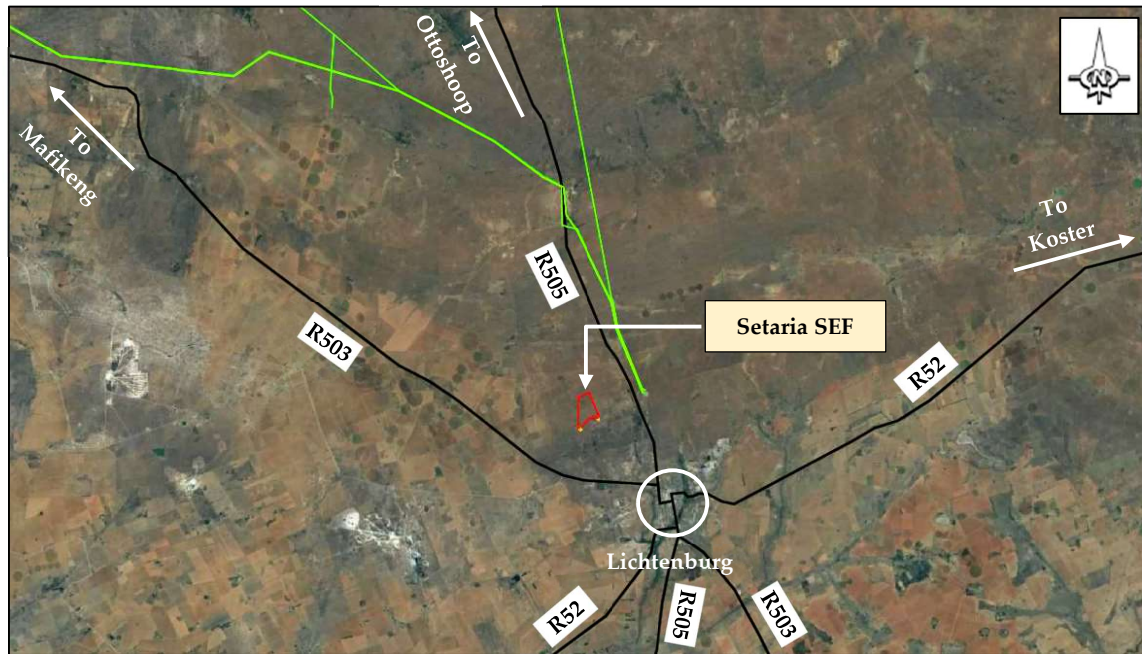 To
Ottoshoop
N
To
Mafikeng
To
Koster
R505
Setaria SEF
R503
R52
Lichtenburg
R52
R505
R503